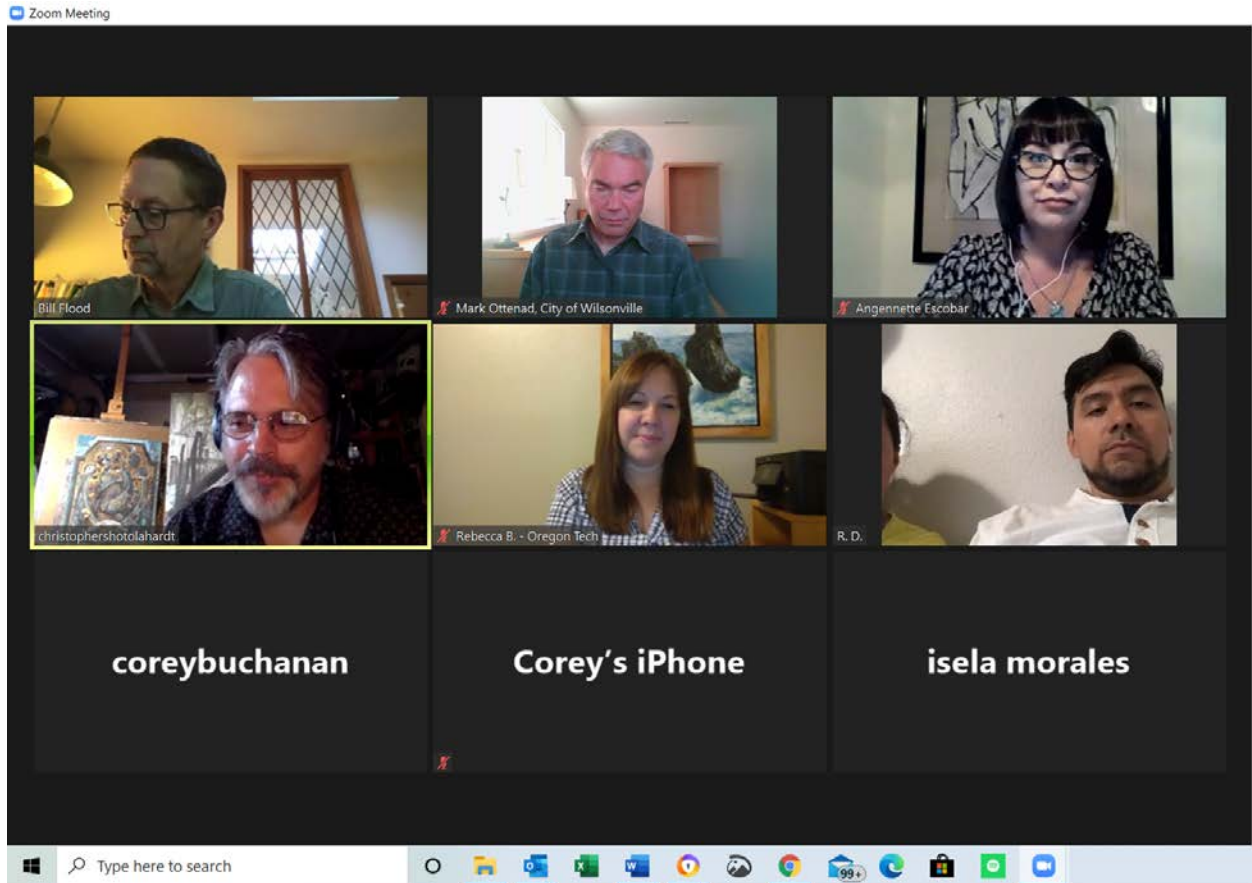 Zoom Meeting
Bill Flood
Mark Ottenad, City of Wilsonville
Angennette Escobar
christophershotolahardt
Rebecca B. - Oregon Tech
R. D.
coreybuchanan
Corey's iPhone
isela morales
Type here to search
99+